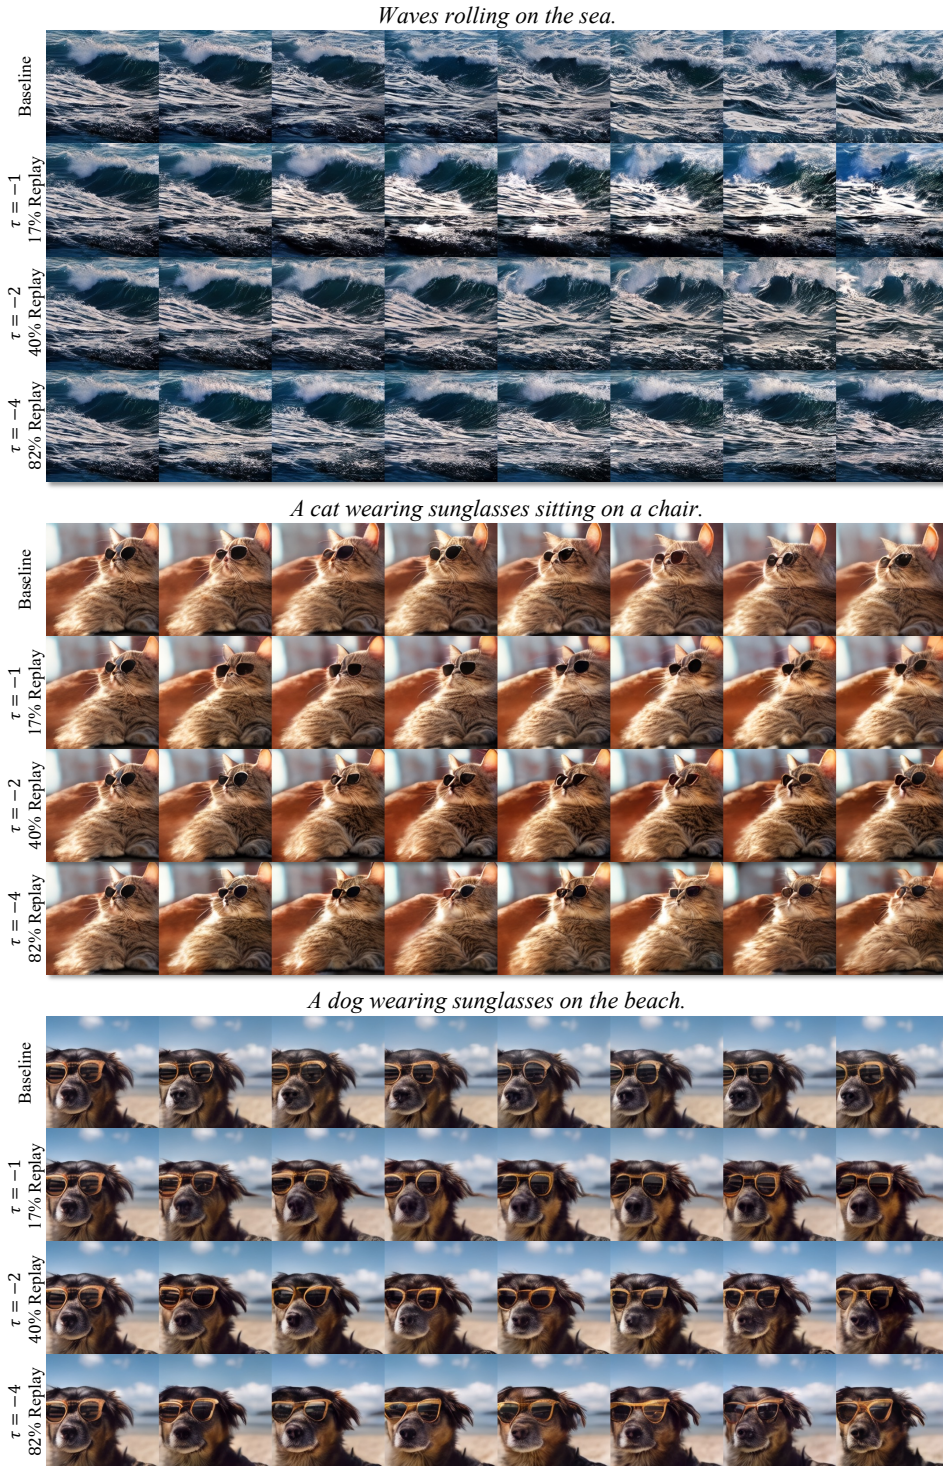 Waves rolling on the sea.
Baseline
τ = −1
17% Replay
τ = −2
40% Replay
τ = −4
82% Replay
A cat wearing sunglasses sitting on a chair.
Baseline
τ = −1
17% Replay
τ = −2
40% Replay
τ = −4
82% Replay
A dog wearing sunglasses on the beach.
Baseline
τ = −1
17% Replay
τ = −2
40% Replay
τ = −4
82% Replay